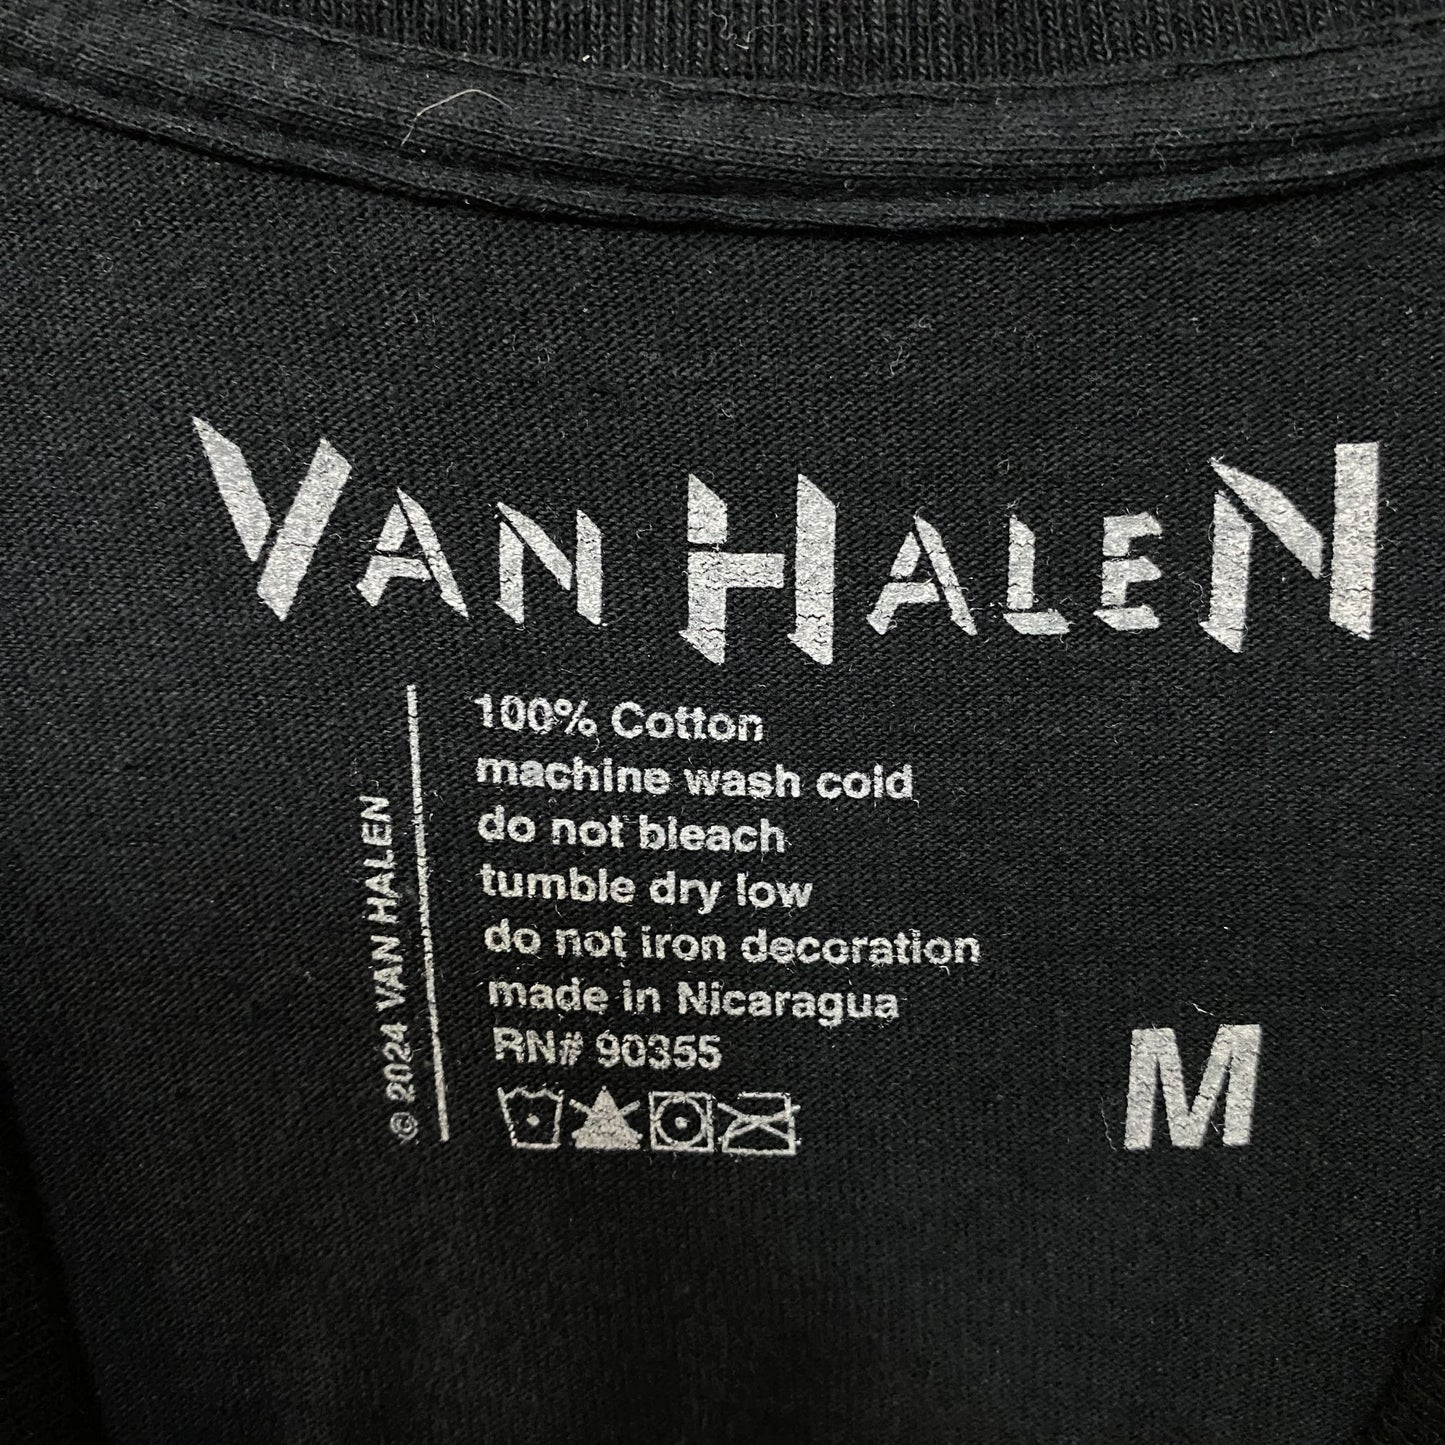 VAN HALEN
100% Cotton
machine wash cold
do not bleach
tumble dry low
do not iron decoration
made in Nicaragua
RN# 90355
© 2024 VAN HALEN
M